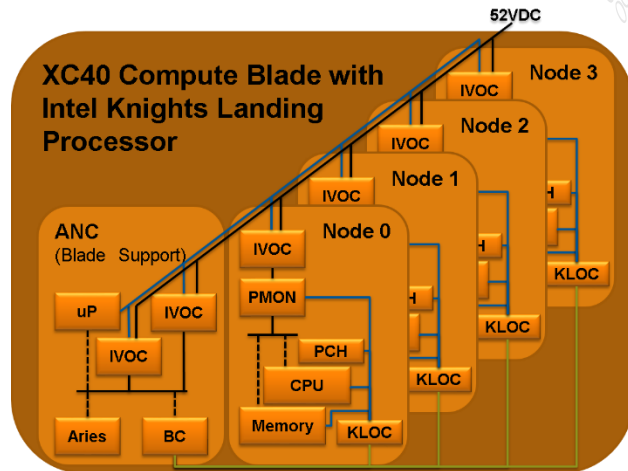 52VDC
XC40 Compute Blade with
Intel Knights Landing
Processor
Node 3
IVOC
Node 2
IVOC
H
KLOC
Node 1
IVOC
H
KLOC
Node 0
IVOC
H
KLOC
PMON
PCH
CPU
Memory
KLOC
ANC
(Blade Support)
uP
IVOC
IVOC
Aries
BC